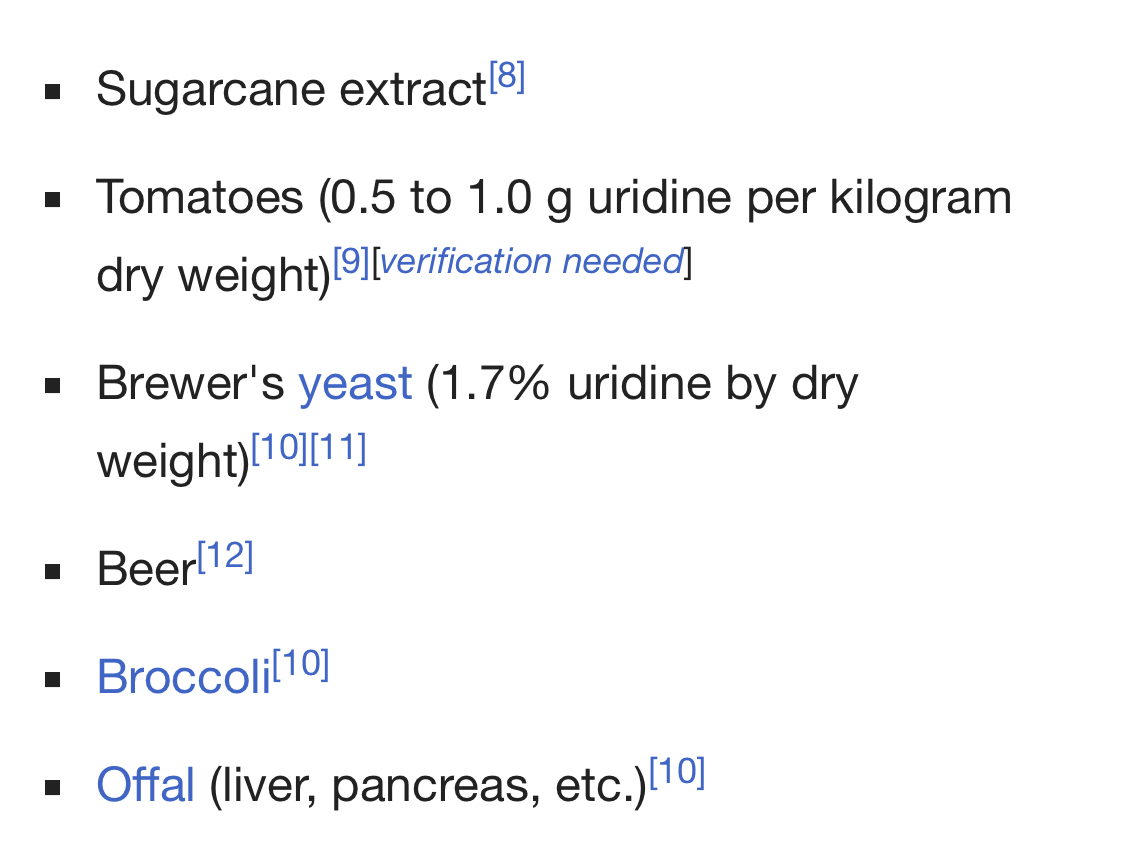 ▪ Sugarcane extract[8]
▪ Tomatoes (0.5 to 1.0 g uridine per kilogram
dry weight)[9][verification needed]
▪ Brewer's yeast (1.7% uridine by dry
weight)[10][11]
▪ Beer[12]
▪ Broccoli[10]
▪ Offal (liver, pancreas, etc.)[10]